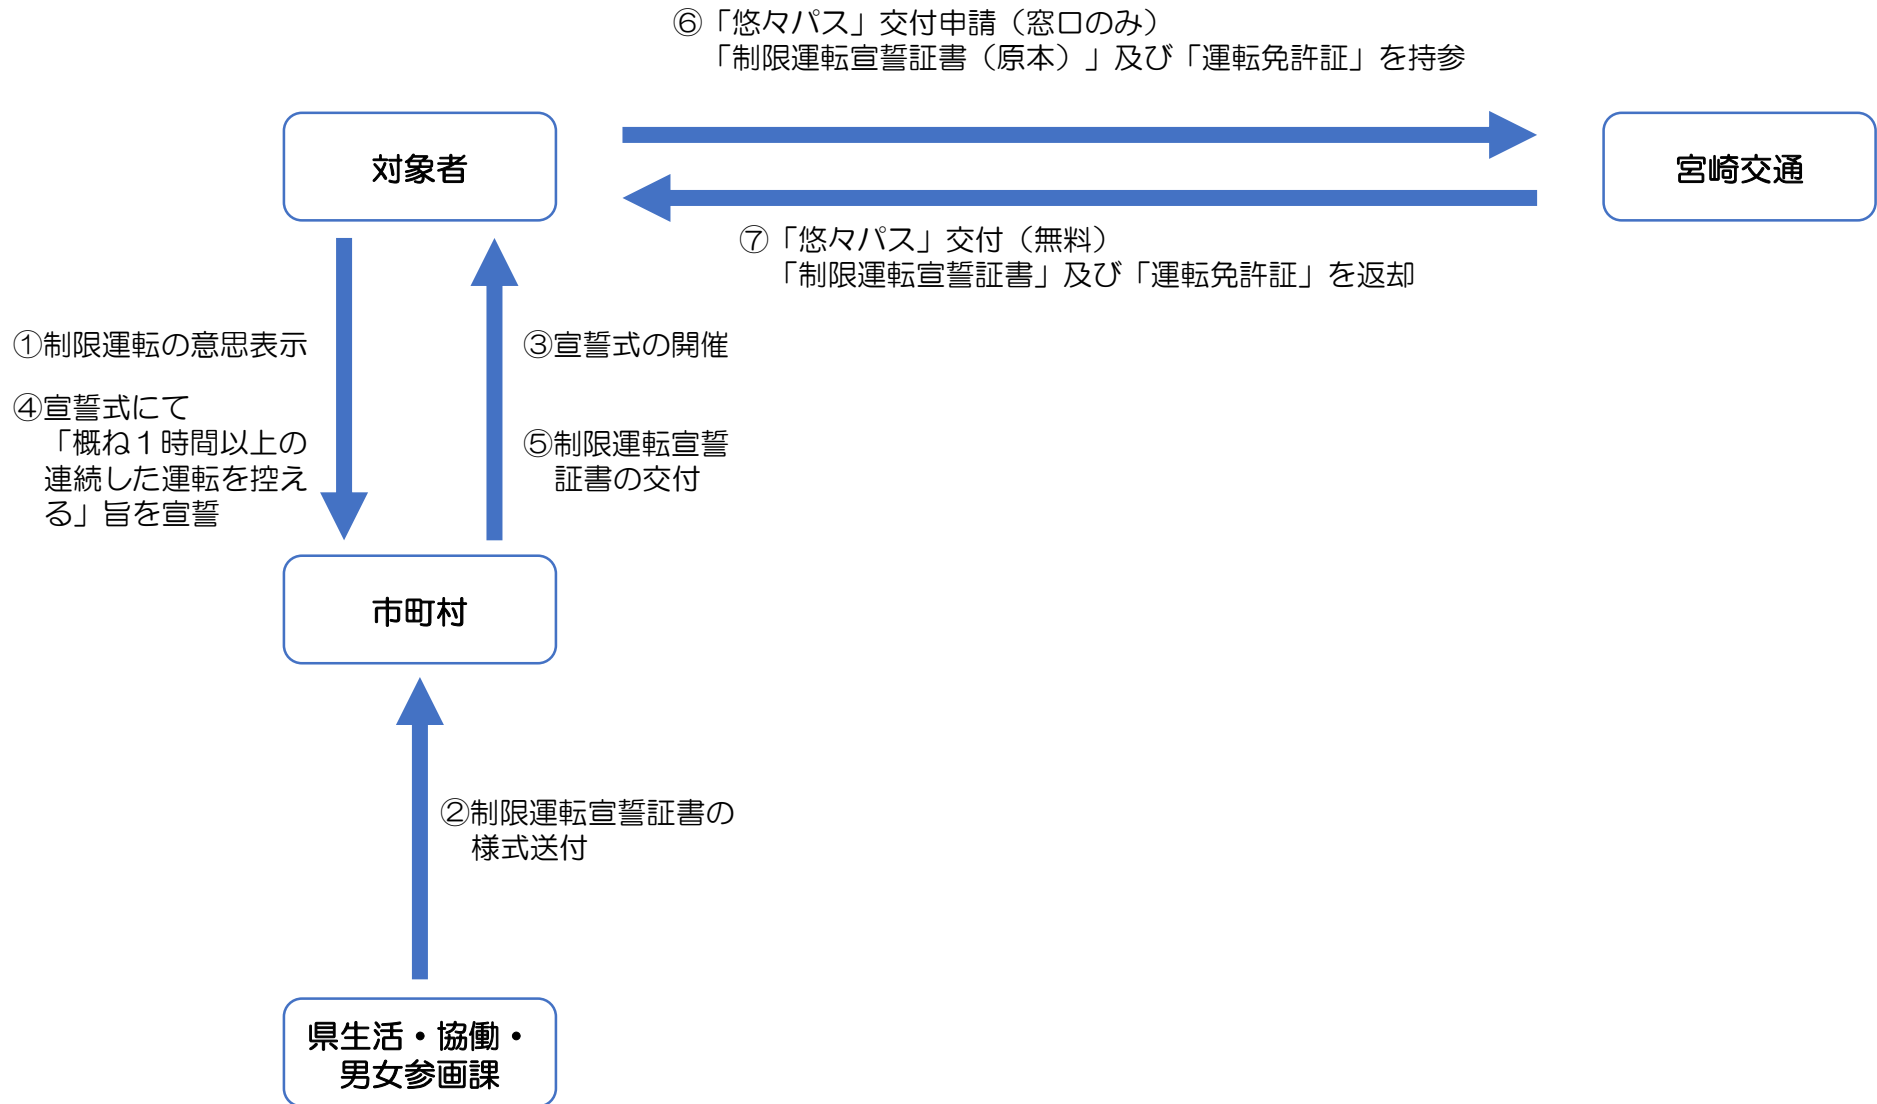 ⑥「悠々パス」交付申請（窓口のみ）
「制限運転宣誓証書（原本）」及び「運転免許証」を持参
対象者
宮崎交通
⑦「悠々パス」交付（無料）
「制限運転宣誓証書」及び「運転免許証」を返却
①制限運転の意思表示
③宣誓式の開催
④宣誓式にて
「概ね１時間以上の
連続した運転を控え
る」旨を宣誓
⑤制限運転宣誓
証書の交付
市町村
②制限運転宣誓証書の
様式送付
県生活・協働・
男女参画課